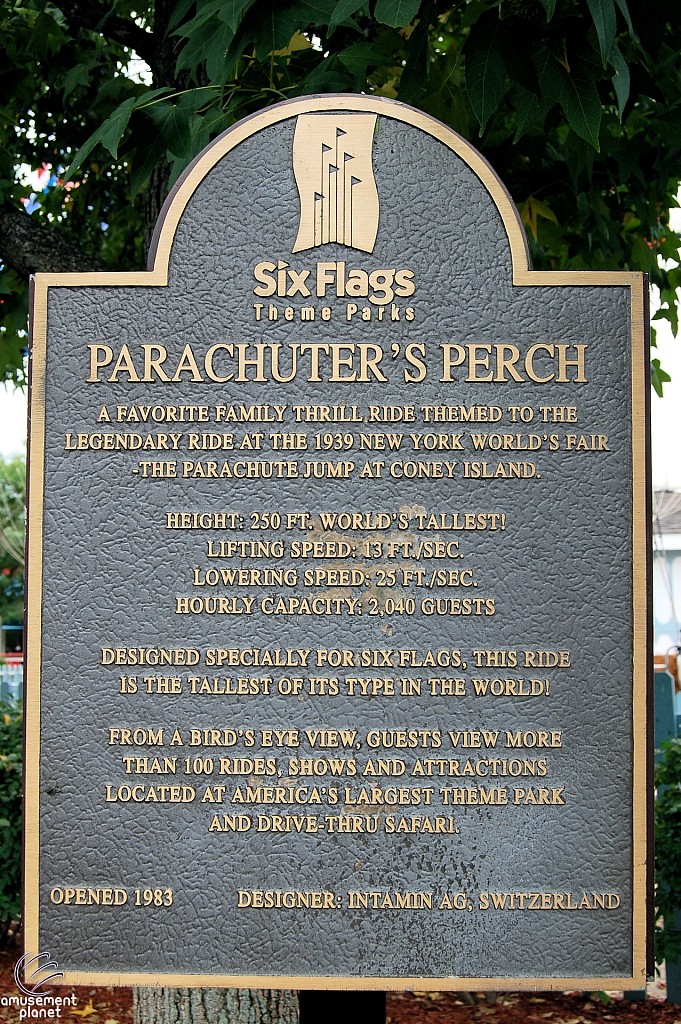 Six Flags
Theme Parks
PARACHUTER'S PERCH
A FAVORITE FAMILY THRILL RIDE THEMED TO THE
LEGENDARY RIDE AT THE 1939 NEW YORK WORLD'S FAIR
-THE PARACHUTE JUMP AT CONEY ISLAND.
HEIGHT: 250 FT. WORLD'S TALLEST!
LIFTING SPEED: 13 FT./SEC.
LOWERING SPEED: 25 FT./SEC.
HOURLY CAPACITY: 2,040 GUESTS
DESIGNED SPECIALLY FOR SIX FLAGS, THIS RIDE
IS THE TALLEST OF ITS TYPE IN THE WORLD!
FROM A BIRD'S EYE VIEW, GUESTS VIEW MORE
THAN 100 RIDES, SHOWS AND ATTRACTIONS
LOCATED AT AMERICA'S LARGEST THEME PARK
AND DRIVE-THRU SAFARI.
OPENED 1983 DESIGNER: INTAMIN AG, SWITZERLAND
amusement
planet